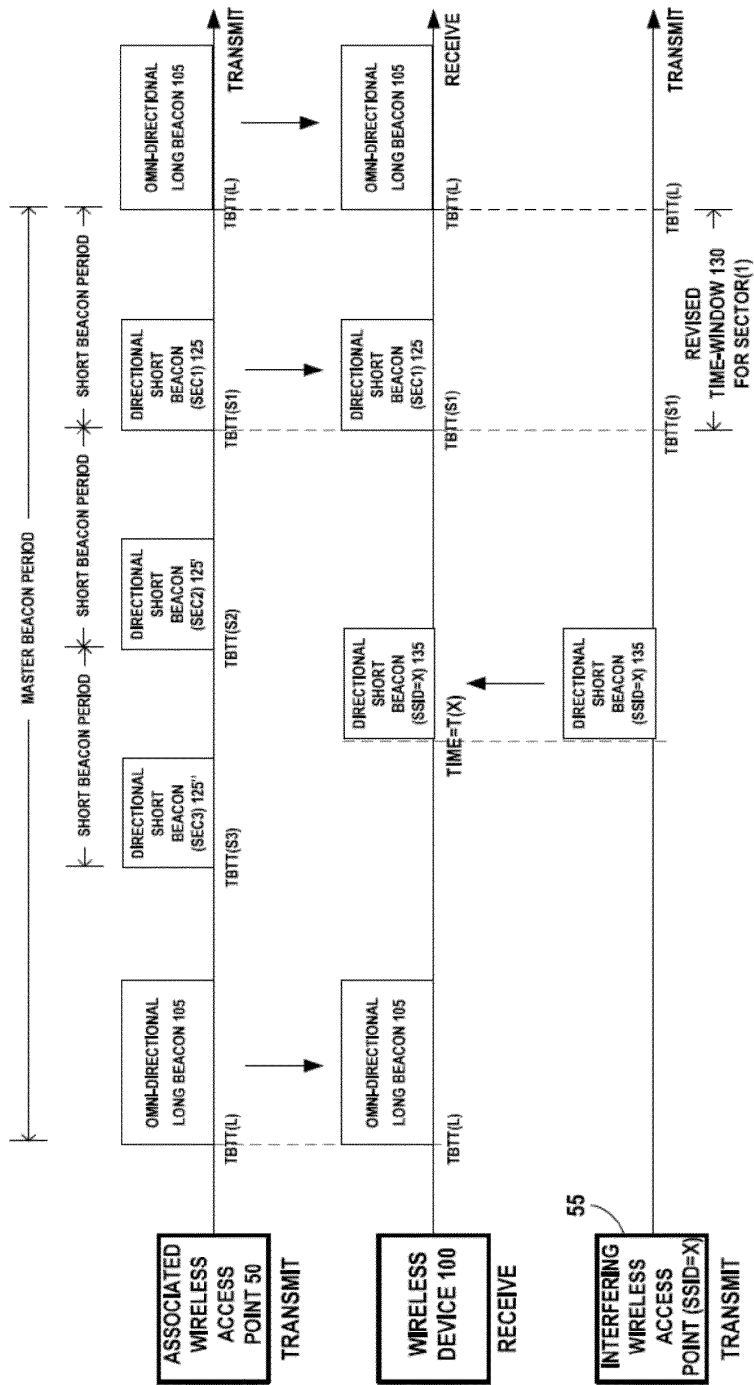 MASTER BEACON PERIOD
SHORT BEACON PERIOD
SHORT BEACON PERIOD
SHORT BEACON PERIOD
ASSOCIATED
WIRELESS
ACCESS
POINT 50
TRANSMIT
OMNI-DIRECTIONAL
LONG BEACON 105
TBTT(L)
DIRECTIONAL
SHORT
BEACON
(SEC3) 125''
TBTT(S3)
DIRECTIONAL
SHORT
BEACON
(SEC2) 125'
TBTT(S2)
DIRECTIONAL
SHORT
BEACON
(SEC1) 125
TBTT(S1)
OMNI-DIRECTIONAL
LONG BEACON 105
TBTT(L)
TRANSMIT
WIRELESS
DEVICE 100
RECEIVE
OMNI-DIRECTIONAL
LONG BEACON 105
TBTT(L)
DIRECTIONAL
SHORT
BEACON
(SSID=X) 135
TIME=T(X)
DIRECTIONAL
SHORT
BEACON
(SEC1) 125
TBTT(S1)
OMNI-DIRECTIONAL
LONG BEACON 105
TBTT(L)
RECEIVE
55
INTERFERING
WIRELESS
ACCESS
POINT (SSID=X)
TRANSMIT
DIRECTIONAL
SHORT
BEACON
(SSID=X) 135
TBTT(S1)
TBTT(L)
TRANSMIT
REVISED
TIME-WINDOW 130
FOR SECTOR(1)